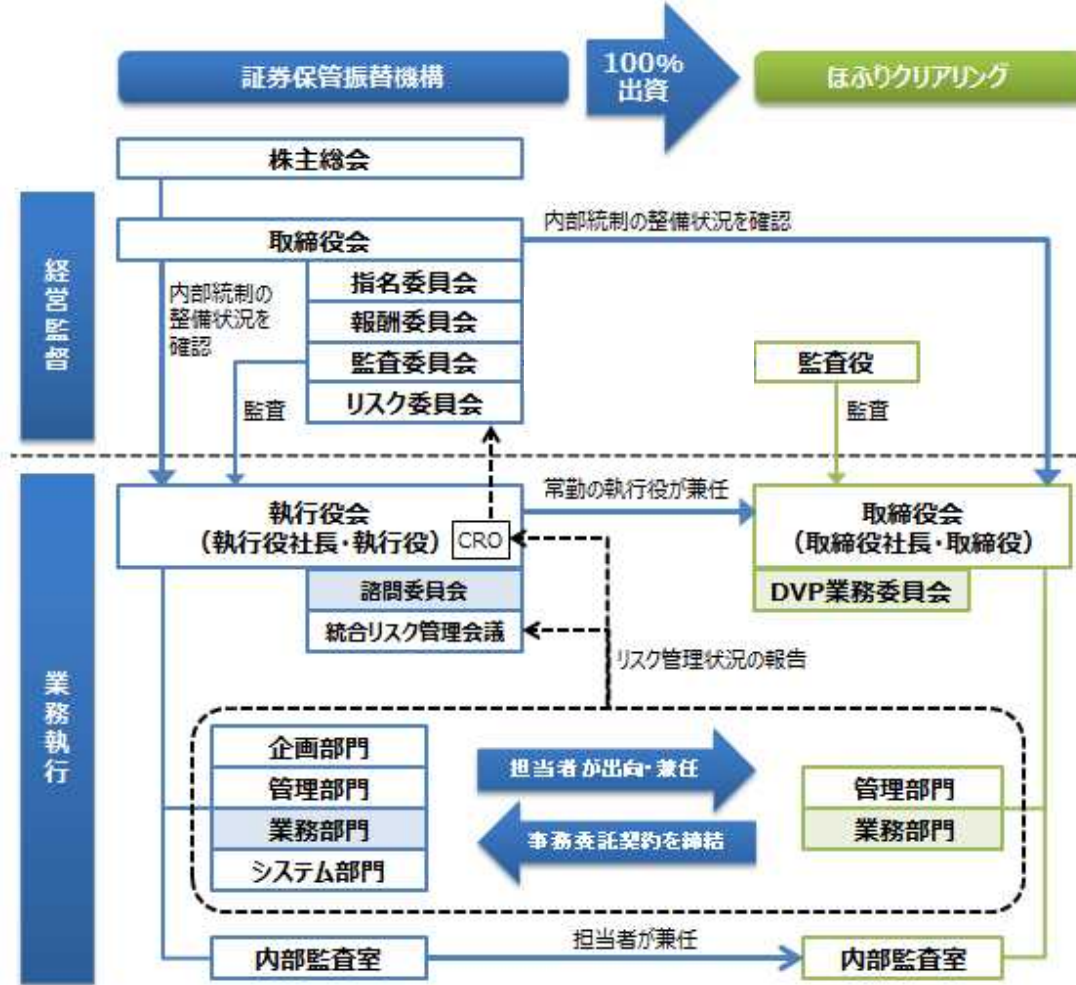 証券保管振替機構
100%
出資
ほふりクリアリング
株主総会
経営監督
取締役会
内部統制の整備状況を確認
指名委員会
内部統制の
整備状況を
確認
報酬委員会
監査委員会
監査役
リスク委員会
監査
監査
業務執行
執行役会
(執行役社長・執行役)
CRO
常勤の執行役が兼任
取締役会
(取締役社長・取締役)
諮問委員会
DVP業務委員会
統合リスク管理会議
リスク管理状況の報告
企画部門
管理部門
業務部門
システム部門
担当者が出向・兼任
事務委託契約を締結
管理部門
業務部門
内部監査室
担当者が兼任
内部監査室